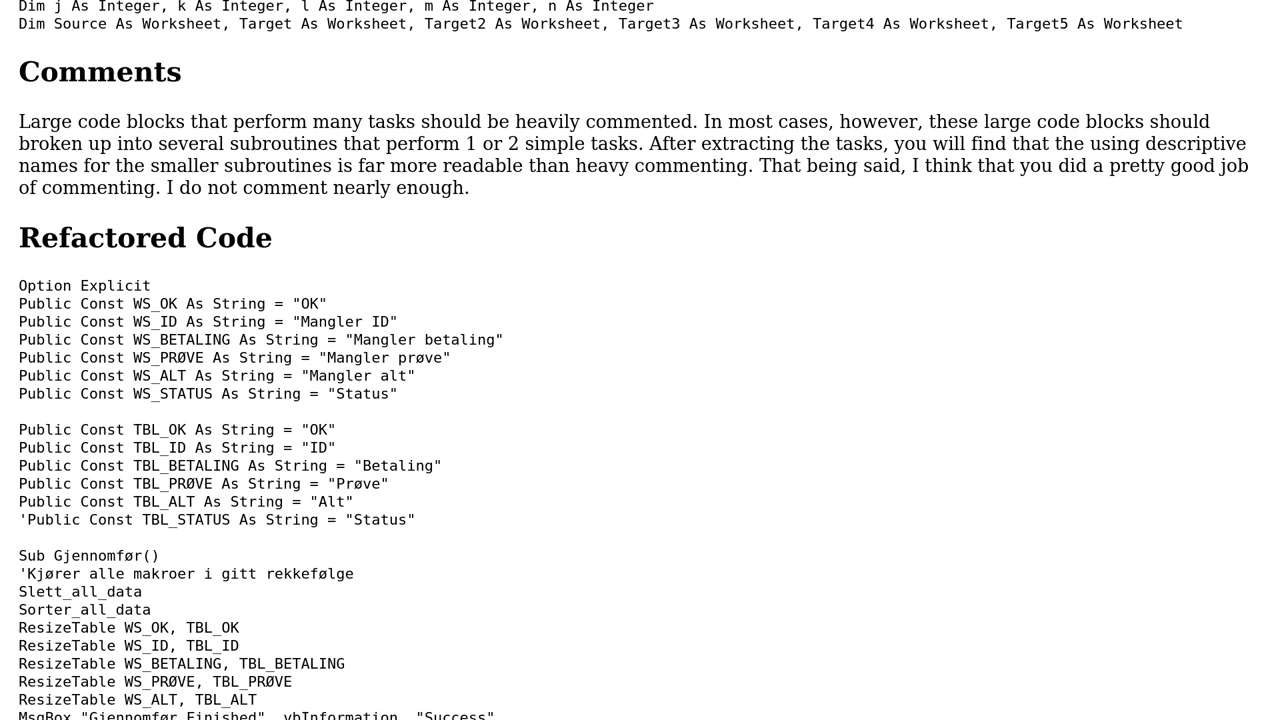 Dim j As Integer, k As Integer, l As Integer, m As Integer, n As Integer
Dim Source As Worksheet, Target As Worksheet, Target2 As Worksheet, Target3 As Worksheet, Target4 As Worksheet, Target5 As Worksheet
Comments
Large code blocks that perform many tasks should be heavily commented. In most cases, however, these large code blocks should
broken up into several subroutines that perform 1 or 2 simple tasks. After extracting the tasks, you will find that the using descriptive
names for the smaller subroutines is far more readable than heavy commenting. That being said, I think that you did a pretty good job
of commenting. I do not comment nearly enough.
Refactored Code
Option Explicit
Public Const WS_OK As String = "OK"
Public Const WS_ID As String = "Mangler ID"
Public Const WS_BETALING As String = "Mangler betaling"
Public Const WS_PRØVE As String = "Mangler prøve"
Public Const WS_ALT As String = "Mangler alt"
Public Const WS_STATUS As String = "Status"
Public Const TBL_OK As String = "OK"
Public Const TBL_ID As String = "ID"
Public Const TBL_BETALING As String = "Betaling"
Public Const TBL_PRØVE As String = "Prøve"
Public Const TBL_ALT As String = "Alt"
'Public Const TBL_STATUS As String = "Status"
Sub Gjennomfør()
'Kjører alle makroer i gitt rekkefølge
Slett_all_data
Sorter_all_data
ResizeTable WS_OK, TBL_OK
ResizeTable WS_ID, TBL_ID
ResizeTable WS_BETALING, TBL_BETALING
ResizeTable WS_PRØVE, TBL_PRØVE
ResizeTable WS_ALT, TBL_ALT
MsgBox "Gjennomfør Finished", vbInformation, "Success"